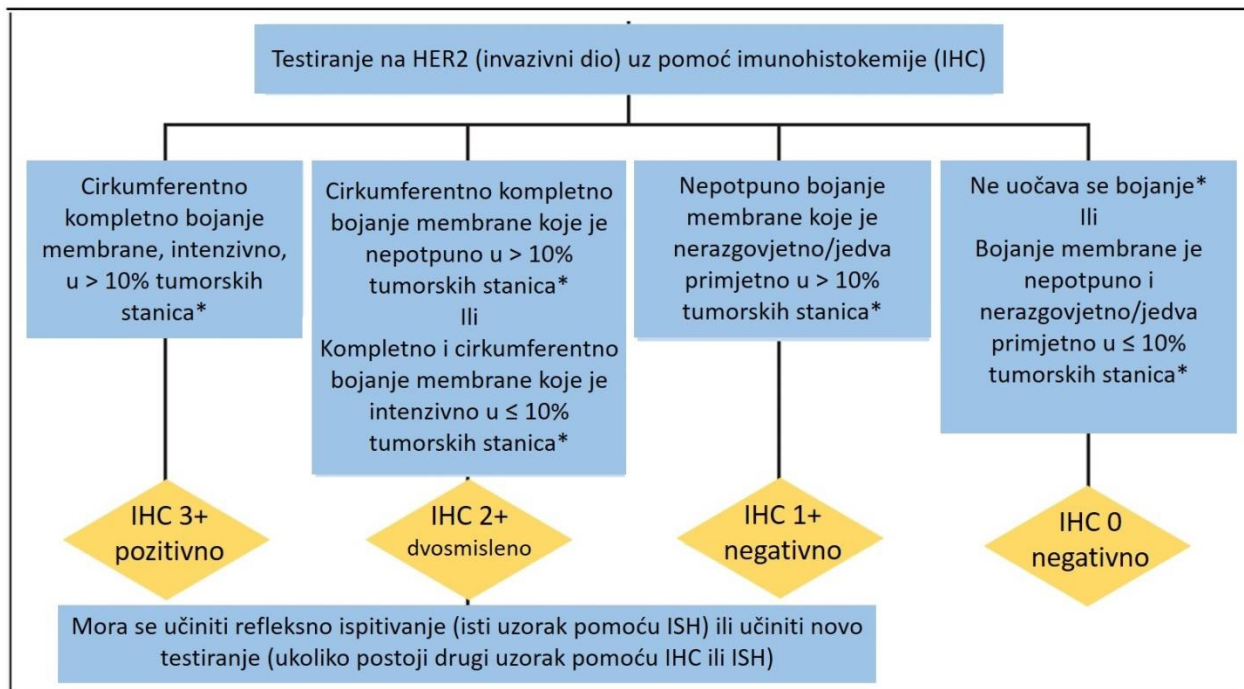 Testiranje na HER2 (invazivni dio) uz pomoć imunohistokemije (IHC)
Cirkumferentno
kompletno bojanje
membrane, intenzivno,
u > 10% tumorskih
stanica*
Cirkumferentno kompletno
bojanje membrane koje je
nepotpuno u > 10%
tumorskih stanica*
Ili
Kompletno i cirkumferentno
bojanje membrane koje je
intenzivno u ≤ 10%
tumorskih stanica*
Nepotpuno bojanje
membrane koje je
nerazgovjetno/jedva
primjetno u > 10%
tumorskih stanica*
Ne uočava se bojanje*
Ili
Bojanje membrane je
nepotpuno i
nerazgovjetno/jedva
primjetno u ≤ 10%
tumorskih stanica*
IHC 3+
pozitivno
IHC 2+
dvosmisleno
IHC 1+
negativno
IHC 0
negativno
Mora se učiniti refleksno ispitivanje (isti uzorak pomoću ISH) ili učiniti novo
testiranje (ukoliko postoji drugi uzorak pomoću IHC ili ISH)